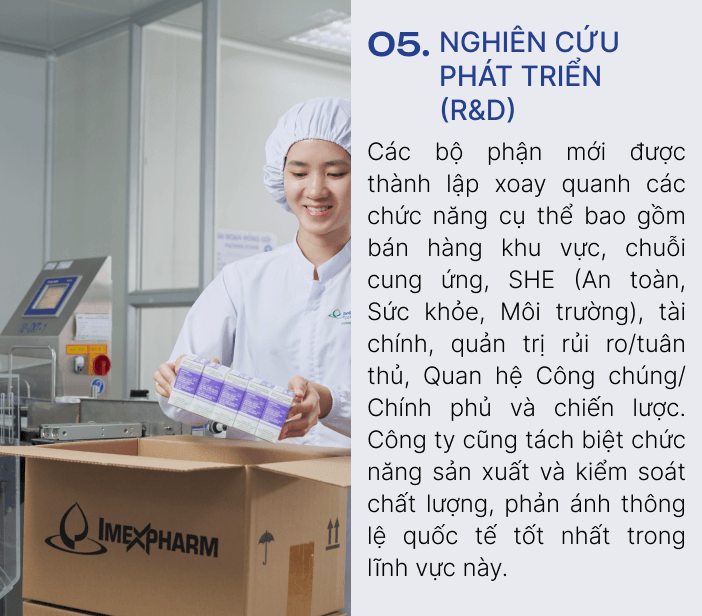 05. NGHIÊN CỨU
PHÁT TRIỂN
(R&D)
Các bộ phận mới được
thành lập xoay quanh các
chức năng cụ thể bao gồm
bán hàng khu vực, chuỗi
cung ứng, SHE (An toàn,
Sức khỏe, Môi trường), tài
chính, quản trị rủi ro/tuân
thủ, Quan hệ Công chúng/
Chính phủ và chiến lược.
Công ty cũng tách biệt chức
năng sản xuất và kiểm soát
chất lượng, phản ánh thông
lệ quốc tế tốt nhất trong
lĩnh vực này.
IMEXPHARM